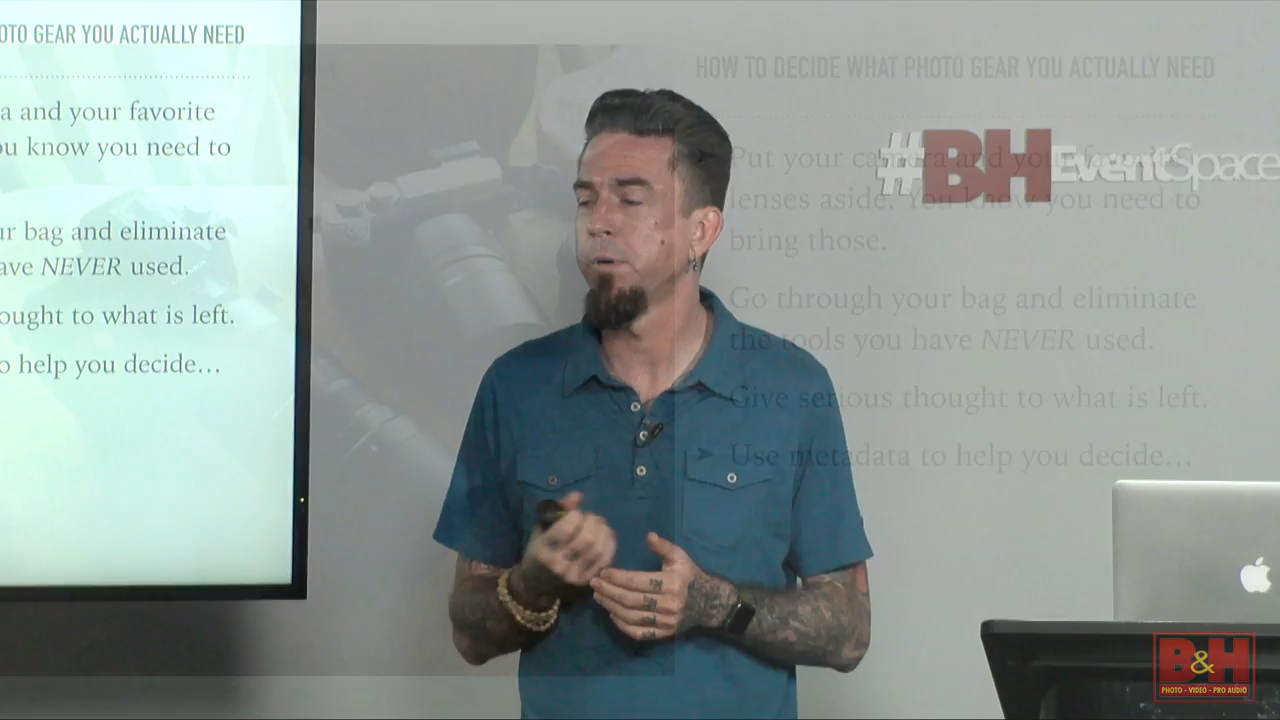 OTO GEAR YOU ACTUALLY NEED
a and your favorite
ou know you need to
ur bag and eliminate
ave NEVER used.
ought to what is left.
o help you decide…
HOW TO DECIDE WHAT PHOTO GEAR YOU ACTUALLY NEED
Put your camera and your favorite
lenses aside. You know you need to
bring those.
Go through your bag and eliminate
the tools you have NEVER used.
Give serious thought to what is left.
Use metadata to help you decide…
#BH EventSpace
B&H
PHOTO - VIDEO - PRO AUDIO